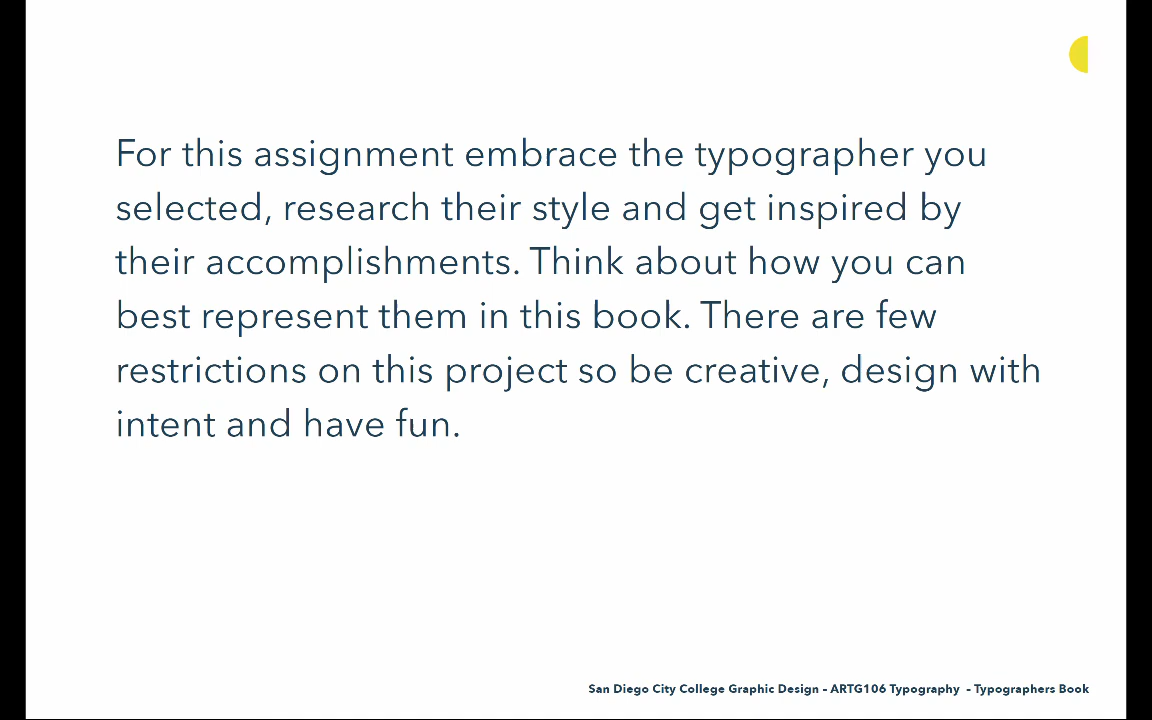 For this assignment embrace the typographer you
selected, research their style and get inspired by
their accomplishments. Think about how you can
best represent them in this book. There are few
restrictions on this project so be creative, design with
intent and have fun.
San Diego City College Graphic Design – ARTG106 Typography – Typographers Book